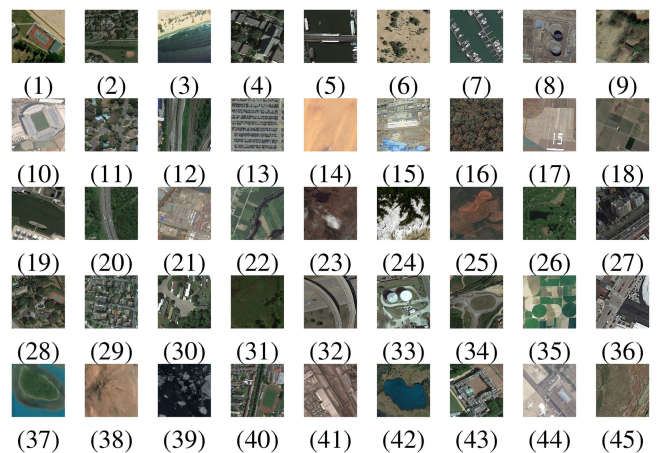 (1) (2) (3) (4) (5) (6) (7) (8) (9)
(10) (11) (12) (13) (14) (15) (16) (17) (18)
(19) (20) (21) (22) (23) (24) (25) (26) (27)
(28) (29) (30) (31) (32) (33) (34) (35) (36)
(37) (38) (39) (40) (41) (42) (43) (44) (45)